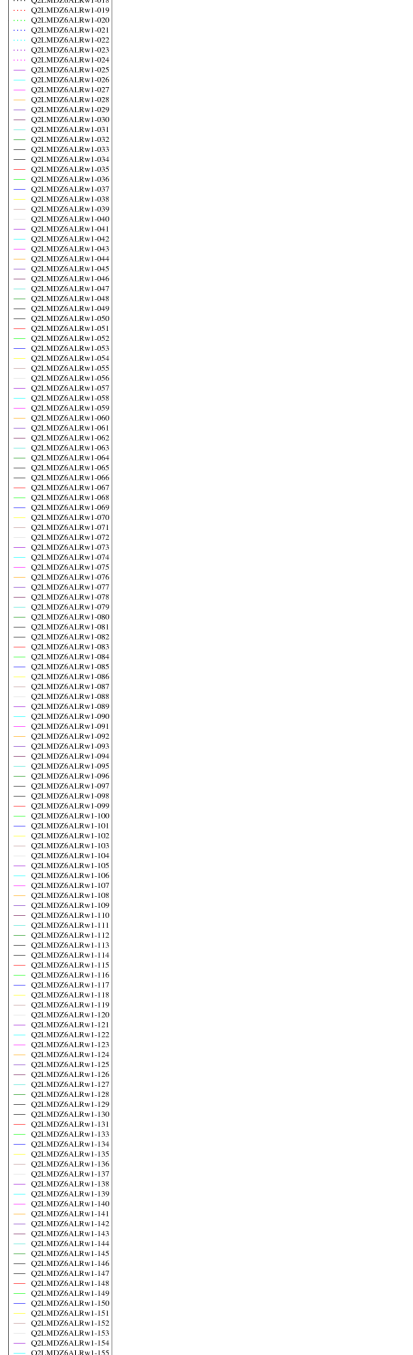 Q2LMDZ6ALRw1-018
Q2LMDZ6ALRw1-019
Q2LMDZ6ALRw1-020
Q2LMDZ6ALRw1-021
Q2LMDZ6ALRw1-022
Q2LMDZ6ALRw1-023
Q2LMDZ6ALRw1-024
Q2LMDZ6ALRw1-025
Q2LMDZ6ALRw1-026
Q2LMDZ6ALRw1-027
Q2LMDZ6ALRw1-028
Q2LMDZ6ALRw1-029
Q2LMDZ6ALRw1-030
Q2LMDZ6ALRw1-031
Q2LMDZ6ALRw1-032
Q2LMDZ6ALRw1-033
Q2LMDZ6ALRw1-034
Q2LMDZ6ALRw1-035
Q2LMDZ6ALRw1-036
Q2LMDZ6ALRw1-037
Q2LMDZ6ALRw1-038
Q2LMDZ6ALRw1-039
Q2LMDZ6ALRw1-040
Q2LMDZ6ALRw1-041
Q2LMDZ6ALRw1-042
Q2LMDZ6ALRw1-043
Q2LMDZ6ALRw1-044
Q2LMDZ6ALRw1-045
Q2LMDZ6ALRw1-046
Q2LMDZ6ALRw1-047
Q2LMDZ6ALRw1-048
Q2LMDZ6ALRw1-049
Q2LMDZ6ALRw1-050
Q2LMDZ6ALRw1-051
Q2LMDZ6ALRw1-052
Q2LMDZ6ALRw1-053
Q2LMDZ6ALRw1-054
Q2LMDZ6ALRw1-055
Q2LMDZ6ALRw1-056
Q2LMDZ6ALRw1-057
Q2LMDZ6ALRw1-058
Q2LMDZ6ALRw1-059
Q2LMDZ6ALRw1-060
Q2LMDZ6ALRw1-061
Q2LMDZ6ALRw1-062
Q2LMDZ6ALRw1-063
Q2LMDZ6ALRw1-064
Q2LMDZ6ALRw1-065
Q2LMDZ6ALRw1-066
Q2LMDZ6ALRw1-067
Q2LMDZ6ALRw1-068
Q2LMDZ6ALRw1-069
Q2LMDZ6ALRw1-070
Q2LMDZ6ALRw1-071
Q2LMDZ6ALRw1-072
Q2LMDZ6ALRw1-073
Q2LMDZ6ALRw1-074
Q2LMDZ6ALRw1-075
Q2LMDZ6ALRw1-076
Q2LMDZ6ALRw1-077
Q2LMDZ6ALRw1-078
Q2LMDZ6ALRw1-079
Q2LMDZ6ALRw1-080
Q2LMDZ6ALRw1-081
Q2LMDZ6ALRw1-082
Q2LMDZ6ALRw1-083
Q2LMDZ6ALRw1-084
Q2LMDZ6ALRw1-085
Q2LMDZ6ALRw1-086
Q2LMDZ6ALRw1-087
Q2LMDZ6ALRw1-088
Q2LMDZ6ALRw1-089
Q2LMDZ6ALRw1-090
Q2LMDZ6ALRw1-091
Q2LMDZ6ALRw1-092
Q2LMDZ6ALRw1-093
Q2LMDZ6ALRw1-094
Q2LMDZ6ALRw1-095
Q2LMDZ6ALRw1-096
Q2LMDZ6ALRw1-097
Q2LMDZ6ALRw1-098
Q2LMDZ6ALRw1-099
Q2LMDZ6ALRw1-100
Q2LMDZ6ALRw1-101
Q2LMDZ6ALRw1-102
Q2LMDZ6ALRw1-103
Q2LMDZ6ALRw1-104
Q2LMDZ6ALRw1-105
Q2LMDZ6ALRw1-106
Q2LMDZ6ALRw1-107
Q2LMDZ6ALRw1-108
Q2LMDZ6ALRw1-109
Q2LMDZ6ALRw1-110
Q2LMDZ6ALRw1-111
Q2LMDZ6ALRw1-112
Q2LMDZ6ALRw1-113
Q2LMDZ6ALRw1-114
Q2LMDZ6ALRw1-115
Q2LMDZ6ALRw1-116
Q2LMDZ6ALRw1-117
Q2LMDZ6ALRw1-118
Q2LMDZ6ALRw1-119
Q2LMDZ6ALRw1-120
Q2LMDZ6ALRw1-121
Q2LMDZ6ALRw1-122
Q2LMDZ6ALRw1-123
Q2LMDZ6ALRw1-124
Q2LMDZ6ALRw1-125
Q2LMDZ6ALRw1-126
Q2LMDZ6ALRw1-127
Q2LMDZ6ALRw1-128
Q2LMDZ6ALRw1-129
Q2LMDZ6ALRw1-130
Q2LMDZ6ALRw1-131
Q2LMDZ6ALRw1-133
Q2LMDZ6ALRw1-134
Q2LMDZ6ALRw1-135
Q2LMDZ6ALRw1-136
Q2LMDZ6ALRw1-137
Q2LMDZ6ALRw1-138
Q2LMDZ6ALRw1-139
Q2LMDZ6ALRw1-140
Q2LMDZ6ALRw1-141
Q2LMDZ6ALRw1-142
Q2LMDZ6ALRw1-143
Q2LMDZ6ALRw1-144
Q2LMDZ6ALRw1-145
Q2LMDZ6ALRw1-146
Q2LMDZ6ALRw1-147
Q2LMDZ6ALRw1-148
Q2LMDZ6ALRw1-149
Q2LMDZ6ALRw1-150
Q2LMDZ6ALRw1-151
Q2LMDZ6ALRw1-152
Q2LMDZ6ALRw1-153
Q2LMDZ6ALRw1-154
Q2LMDZ6ALRw1-155